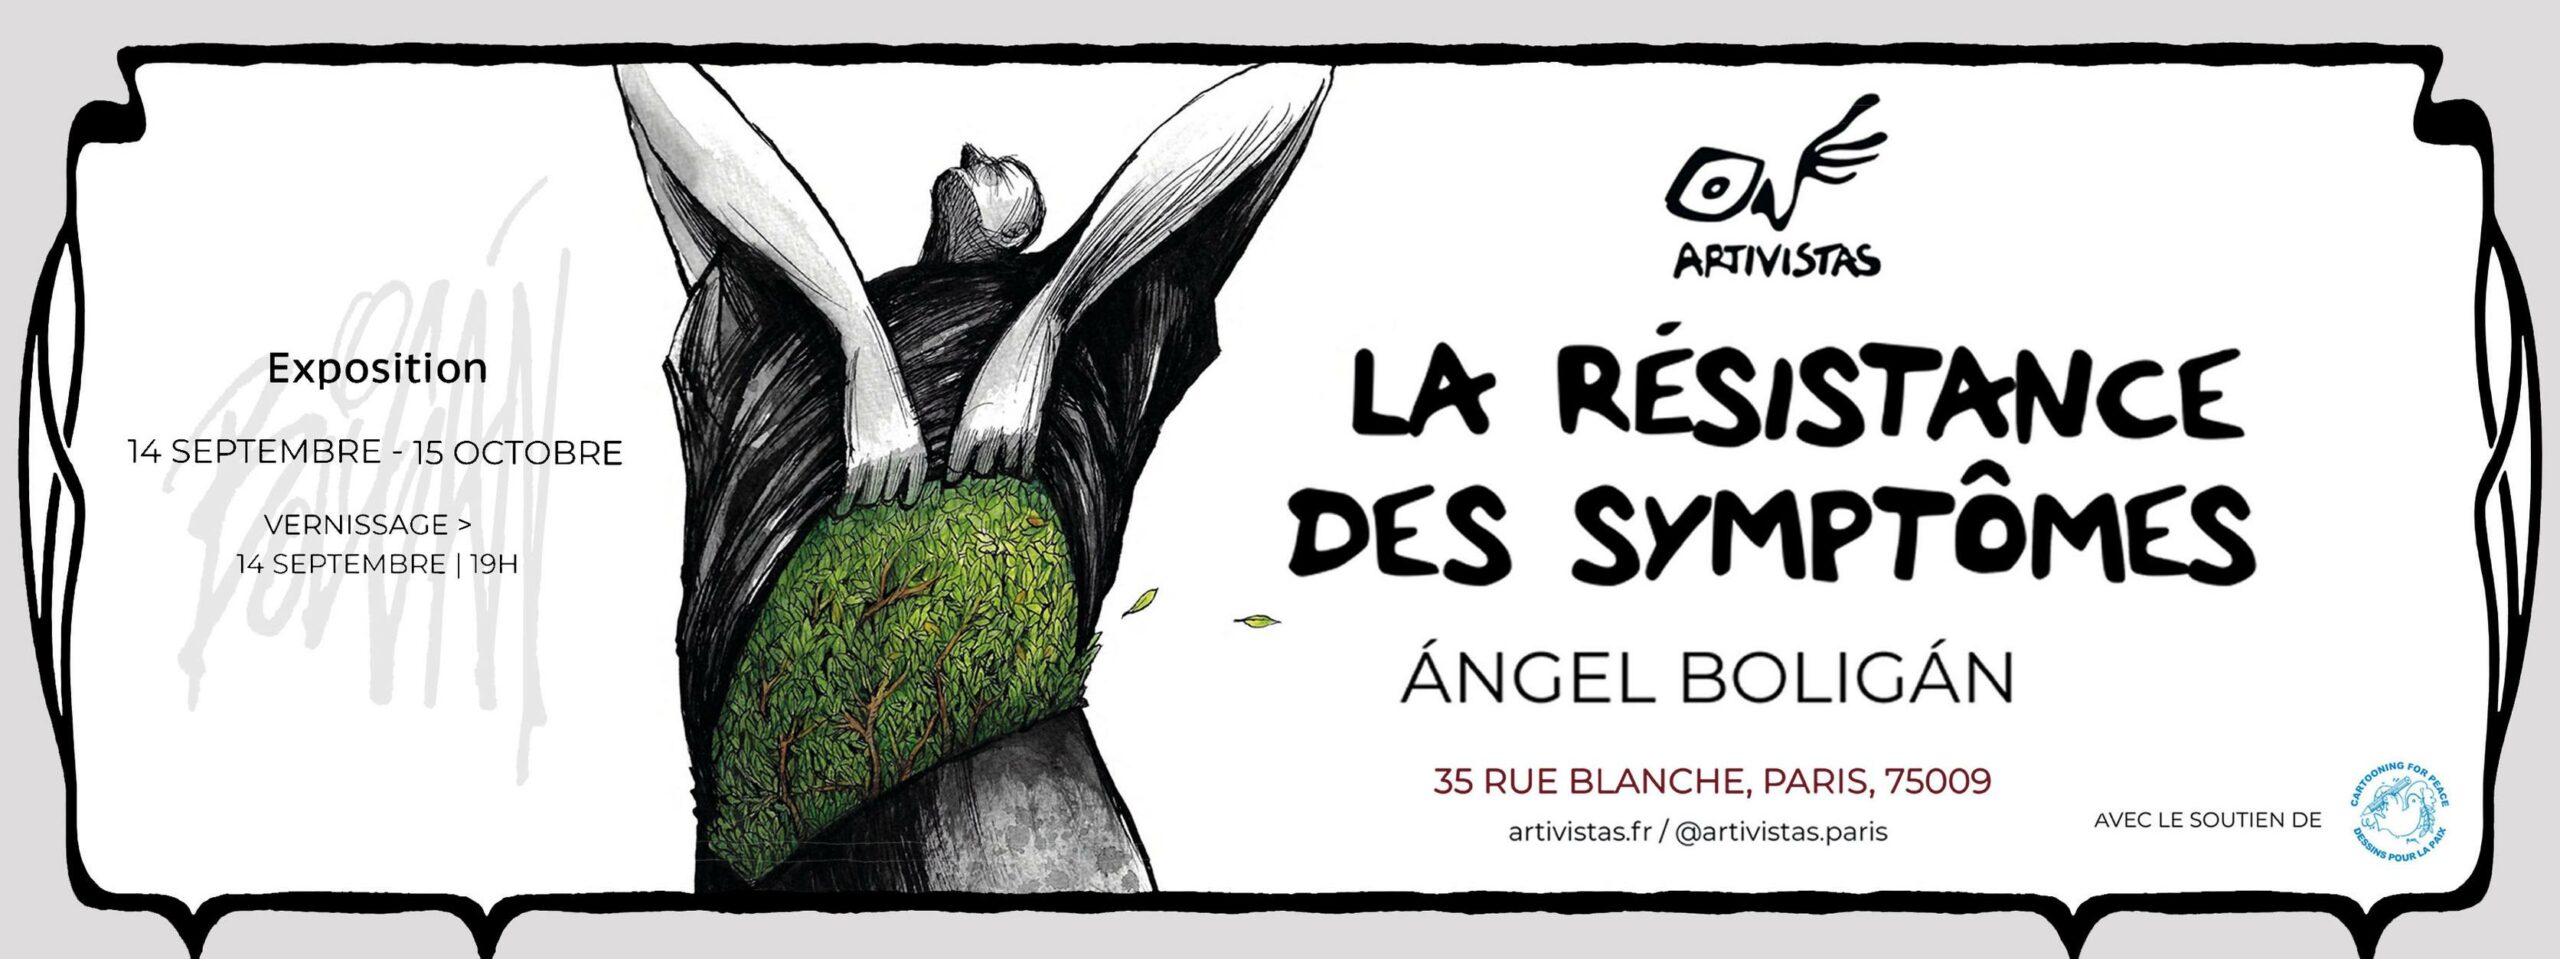 Exposition
14 SEPTEMBRE - 15 OCTOBRE
VERNISSAGE >
14 SEPTEMBRE | 19H
BOLIGÁN
ARTIVISTAS
LA RÉSISTANCE
DES SYMPTÔMES
ÁNGEL BOLIGÁN
35 RUE BLANCHE, PARIS, 75009
artivistas.fr / @artivistas.paris
AVEC LE SOUTIEN DE
CARTOONING FOR PEACE
DESSINS POUR LA PAIX